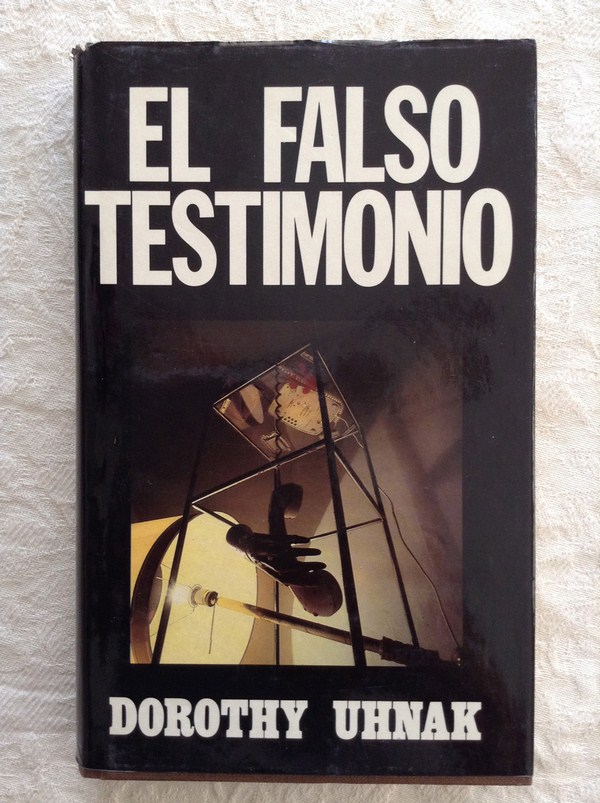 EL FALSO
TESTIMONIO
DOROTHY UHNAK